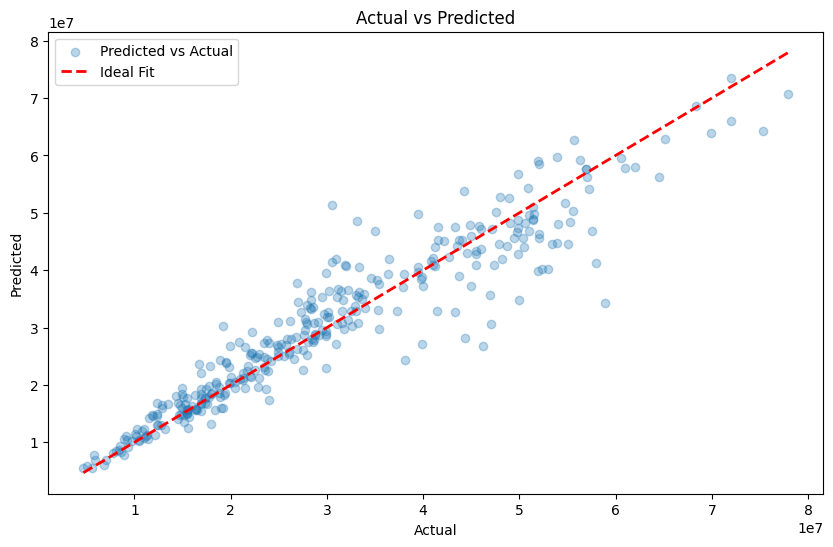 Actual vs Predicted
1e7
8
7
6
5
4
3
2
1
Predicted
Predicted vs Actual
Ideal Fit
1 2 3 4 5 6 7 8
1e7
Actual